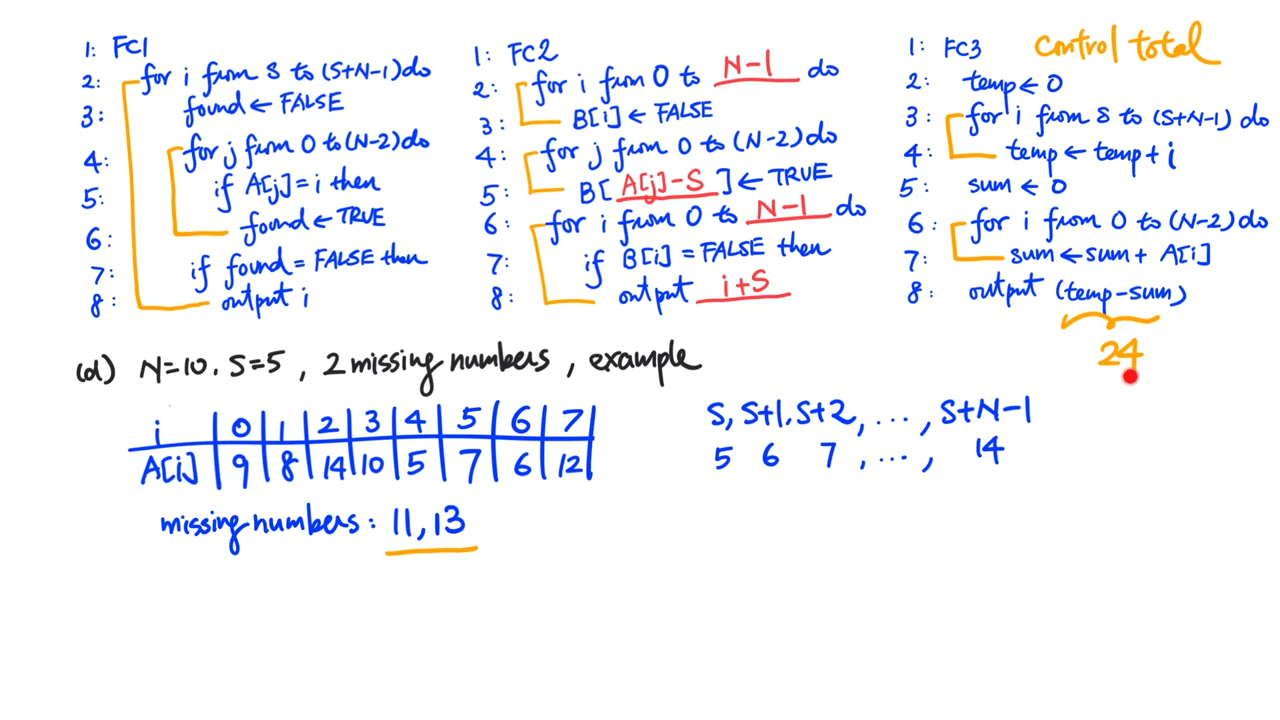 1: FC1
2: for i from S to (S+N-1) do
3: found ← FALSE
4: for j from 0 to (N-2) do
5: if A[j] = i then
6: found ← TRUE
7: if found = FALSE then
8: output i
1: FC2
2: for i from 0 to N-1 do
3: B[i] ← FALSE
4: for j from 0 to (N-2) do
5: B[ A[j]-S ] ← TRUE
6: for i from 0 to N-1 do
7: if B[i] = FALSE then
8: output i+S
1: FC3 control total
2: temp ← 0
3: for i from S to (S+N-1) do
4: temp ← temp + i
5: sum ← 0
6: for i from 0 to (N-2) do
7: sum ← sum + A[i]
8: output (temp-sum)
24
(d) N=10, S=5, 2 missing numbers, example
i 0 1 2 3 4 5 6 7
A[i] 9 8 14 10 5 7 6 12
missing numbers: 11, 13
S, S+1, S+2, ..., S+N-1
5 6 7, ..., 14